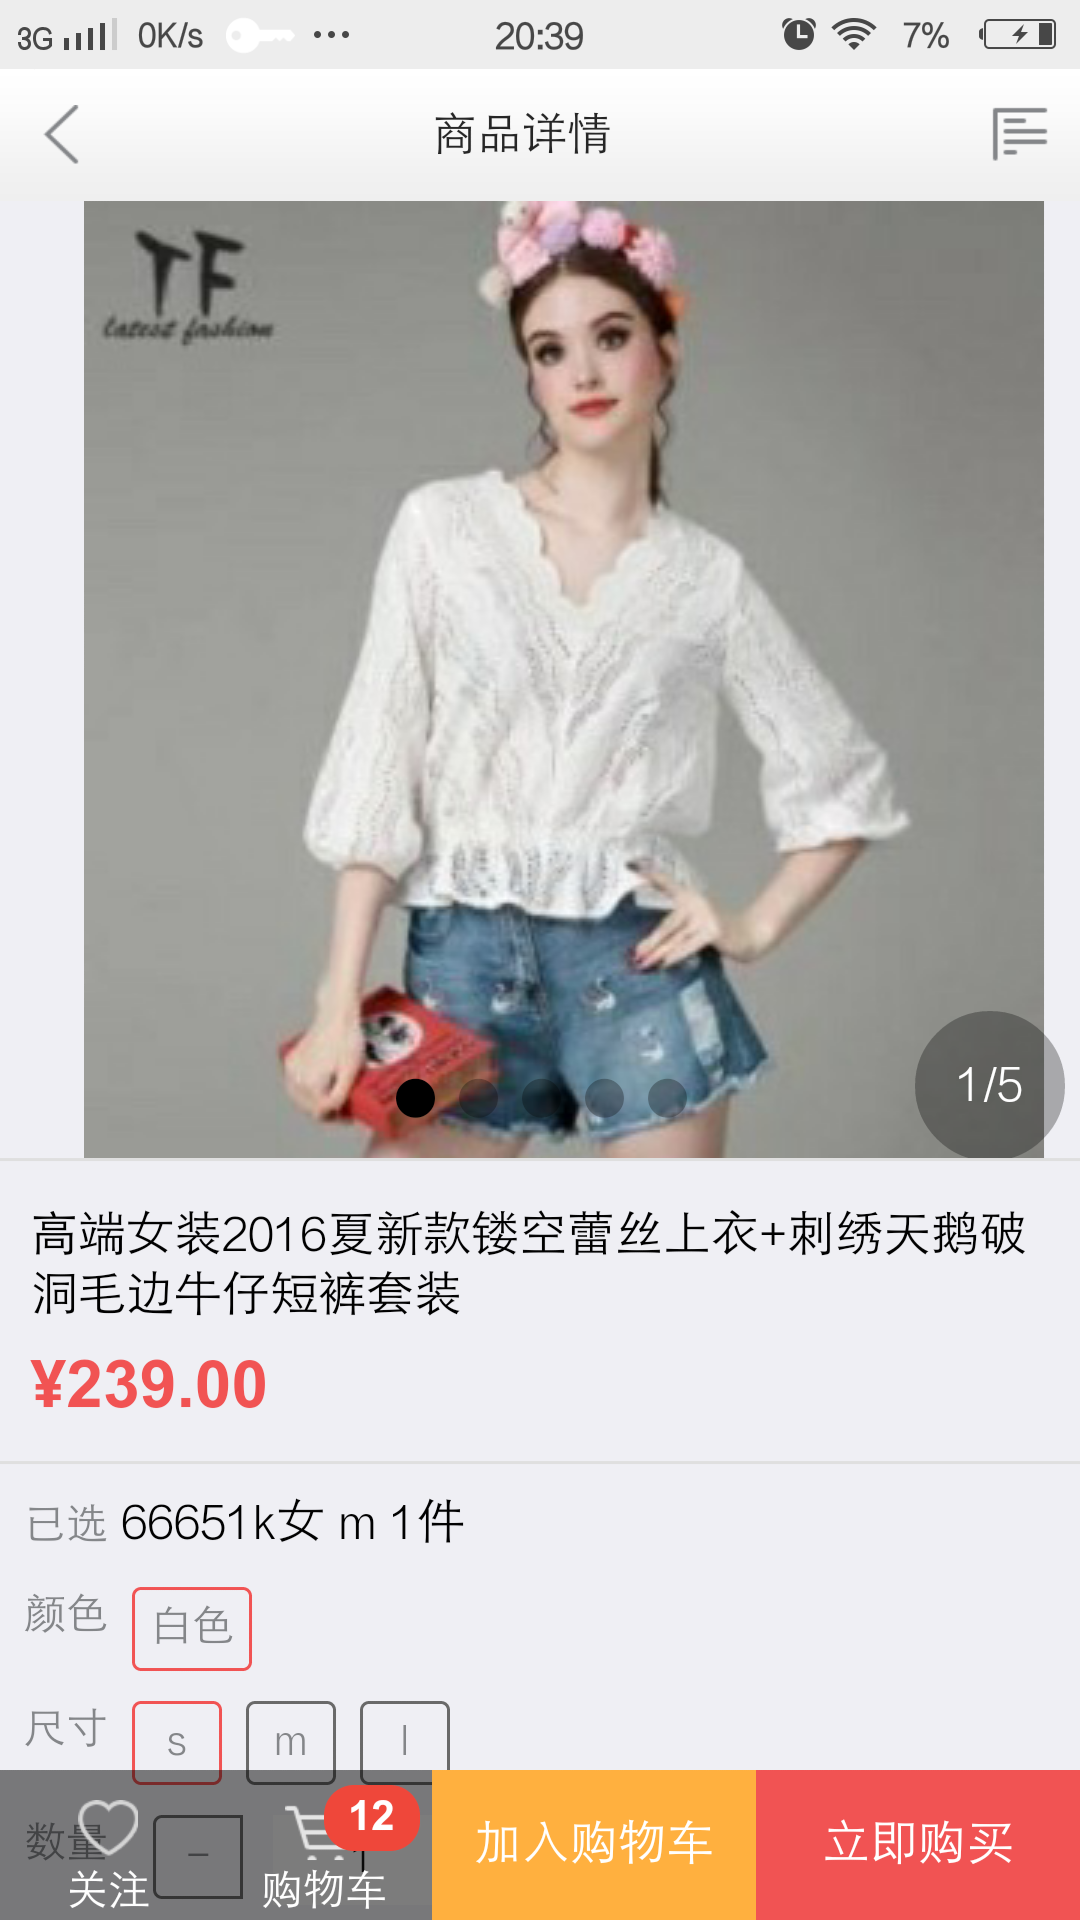 3G 0K/s 20:39 7%
商品详情
TF
latest fashion
1/5
高端女装2016夏新款镂空蕾丝上衣+刺绣天鹅破
洞毛边牛仔短裤套装
¥239.00
已选 66651k女 m 1件
颜色 白色
尺寸 s m l
数量 − 1
12
关注 购物车 加入购物车 立即购买